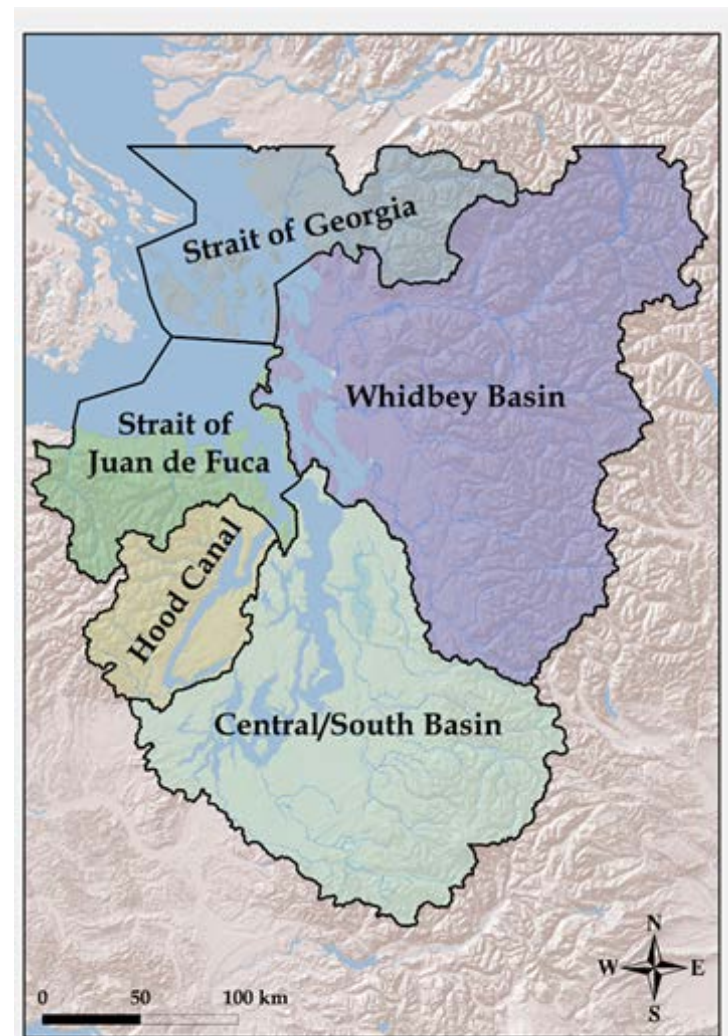 Strait of Georgia
Whidbey Basin
Strait of
Juan de Fuca
Hood Canal
Central/South Basin
N
W E
S
0 50 100 km